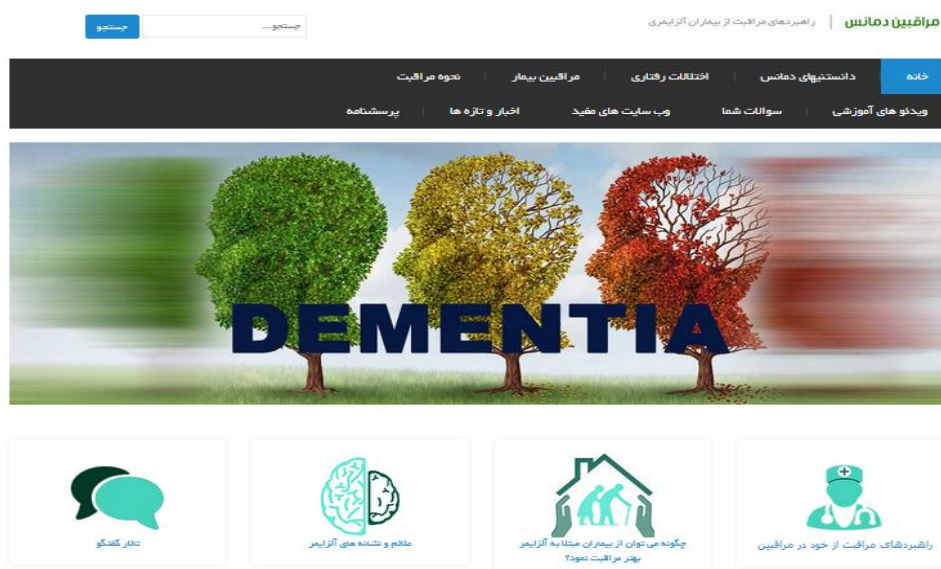 مراقبین دمانس | راهبردهای مراقبت از بیماران آلزایمری
جستجو... جستجو
خانه | دانستنیهای دمانس | اختلالات رفتاری | مراقبین بیمار | نحوه مراقبت
ویدئو های آموزشی | سوالات شما | وب سایت های مفید | اخبار و تازه ها | پرسشنامه
DEMENTIA
راهبردهای مراقبت از خود در مراقبین
چگونه می توان از بیماران مبتلا به آلزایمر
بهتر مراقبت نمود؟
علائم و نشانه های آلزایمر
تالار گفتگو